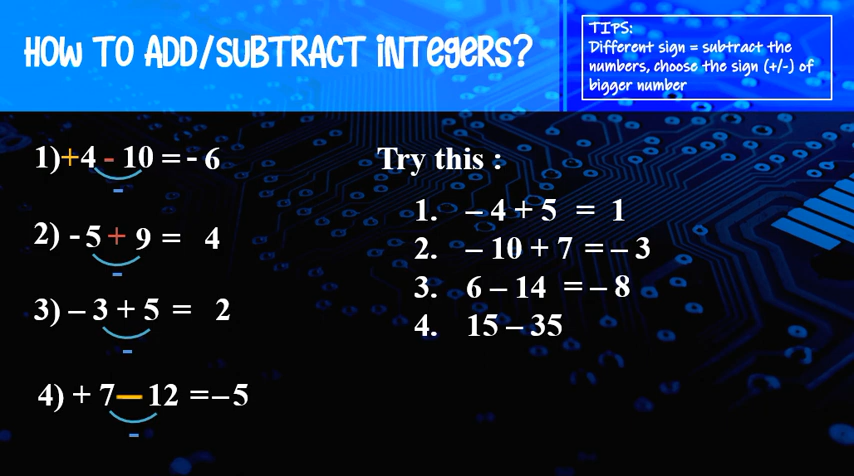 HOW TO ADD/SUBTRACT INTEGERS?
TIPS:
Different sign = subtract the
numbers, choose the sign (+/-) of
bigger number
1)+4 - 10 = - 6
-
2) - 5 + 9 = 4
-
3) – 3 + 5 = 2
-
4) + 7 – 12 = – 5
-
Try this :
1. – 4 + 5 = 1
2. – 10 + 7 = – 3
3. 6 – 14 = – 8
4. 15 – 35